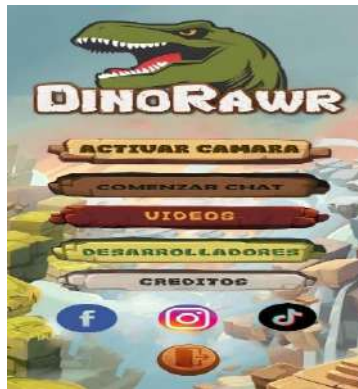 DINORAWR
ACTIVAR CAMARA
COMENZAR CHAT
VIDEOS
DESARROLLADORES
CREDITOS